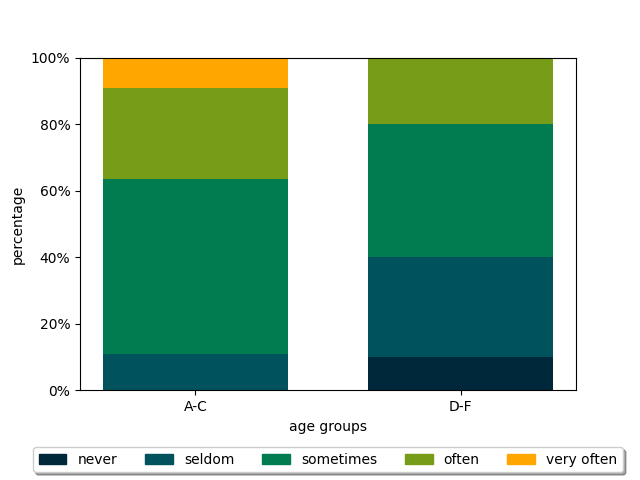 100%
80%
60%
40%
20%
0%
percentage
A-C D-F
age groups
never seldom sometimes often very often